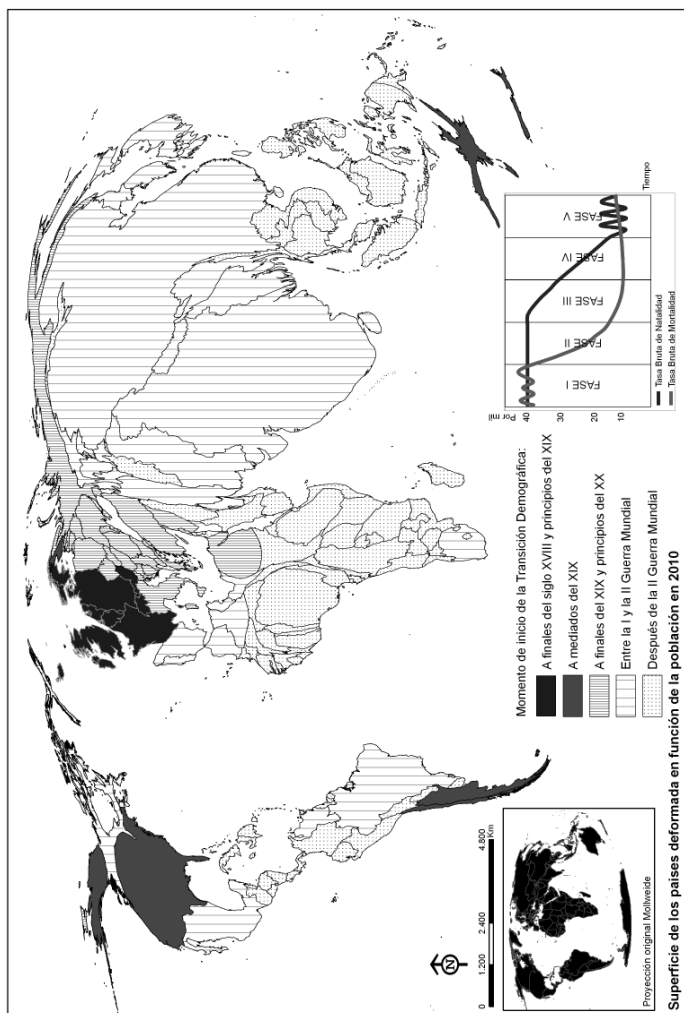 Superficie de los países deformada en función de la población en 2010
Momento de inicio de la Transición Demográfica:
A finales del siglo XVIII y principios del XIX
A mediados del XIX
A finales del XIX y principios del XX
Entre la I y la II Guerra Mundial
Después de la II Guerra Mundial
N
0 1.200 2.400 4.800
Km
Proyección original Mollweide
Por mil
40
30
20
10
FASE I
FASE II
FASE III
FASE IV
FASE V
Tiempo
Tasa Bruta de Natalidad
Tasa Bruta de Mortalidad